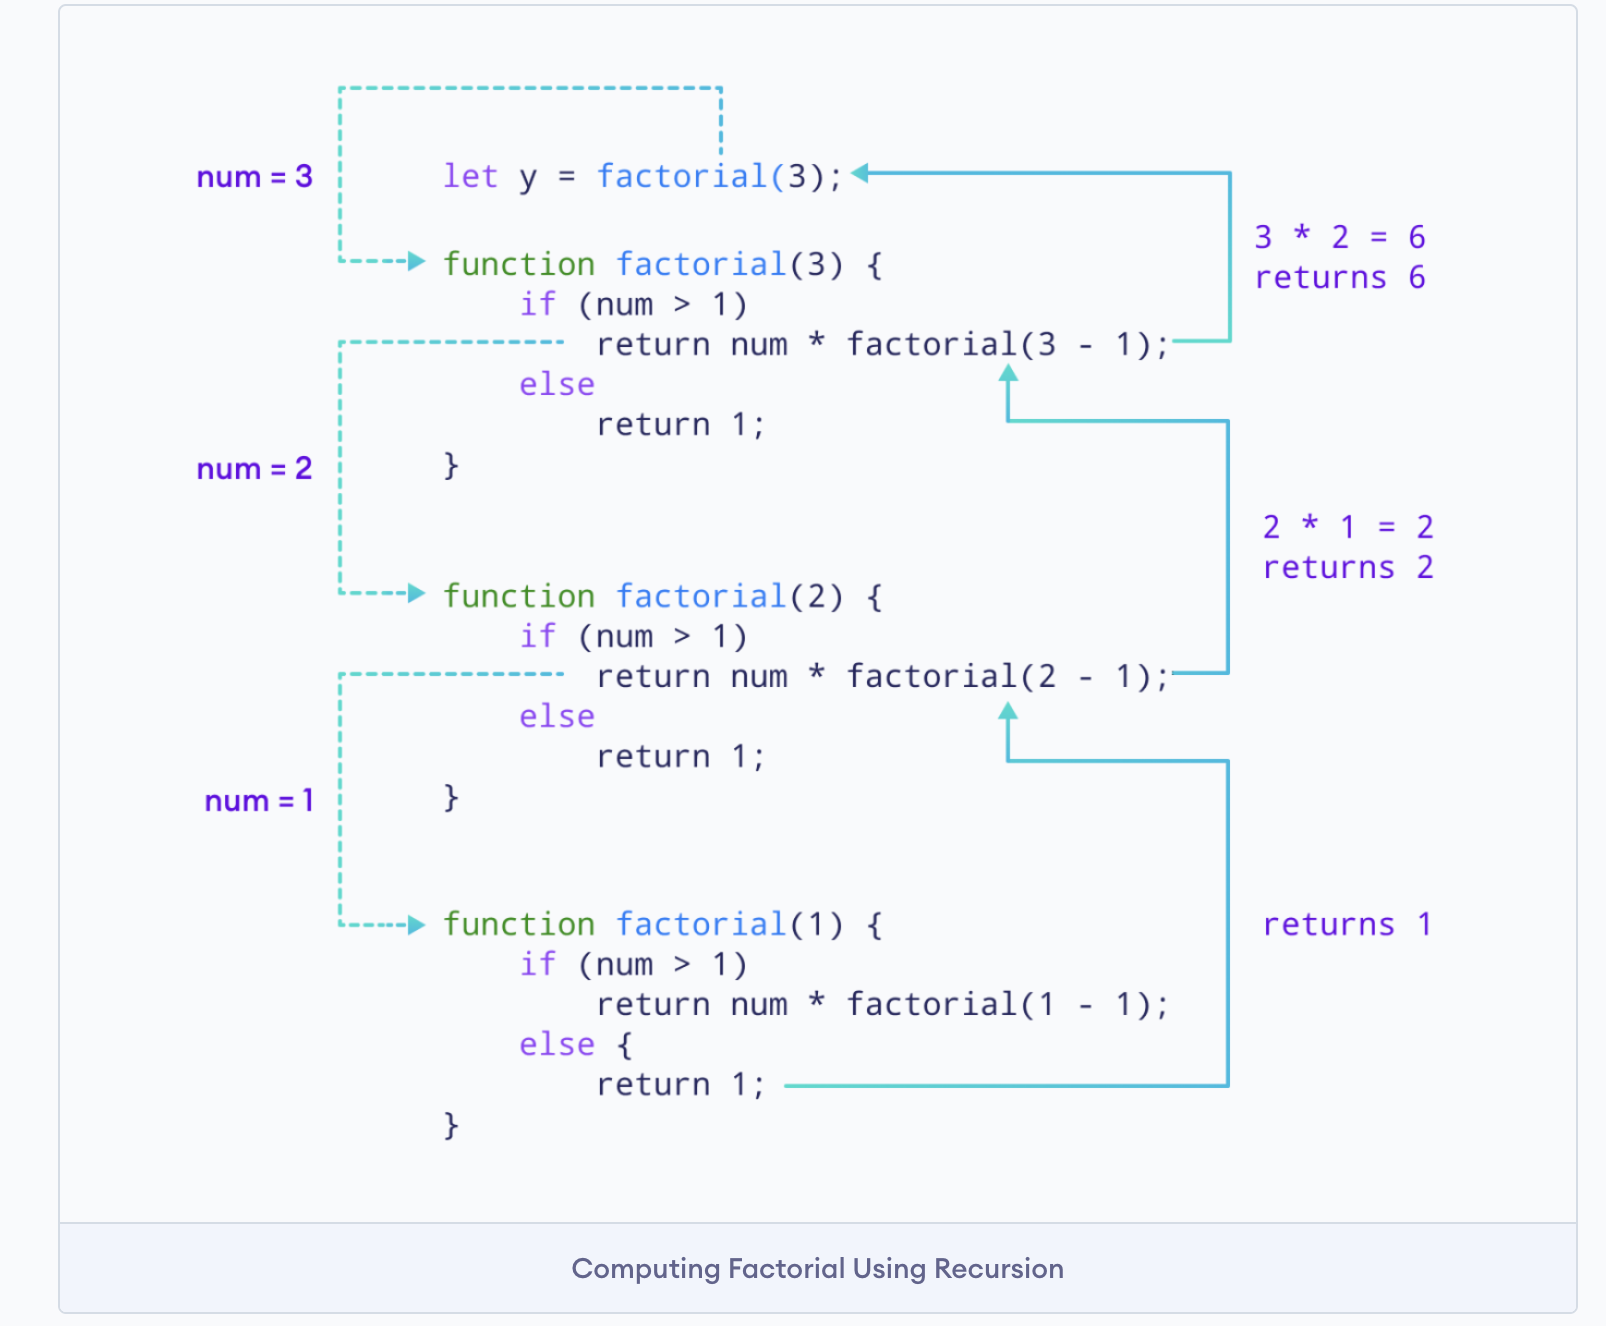 num = 3
let y = factorial(3);
3 * 2 = 6
returns 6
function factorial(3) {
if (num > 1)
return num * factorial(3 - 1);
else
return 1;
}
num = 2
2 * 1 = 2
returns 2
function factorial(2) {
if (num > 1)
return num * factorial(2 - 1);
else
return 1;
}
num = 1
function factorial(1) {
returns 1
if (num > 1)
return num * factorial(1 - 1);
else {
return 1;
}
Computing Factorial Using Recursion